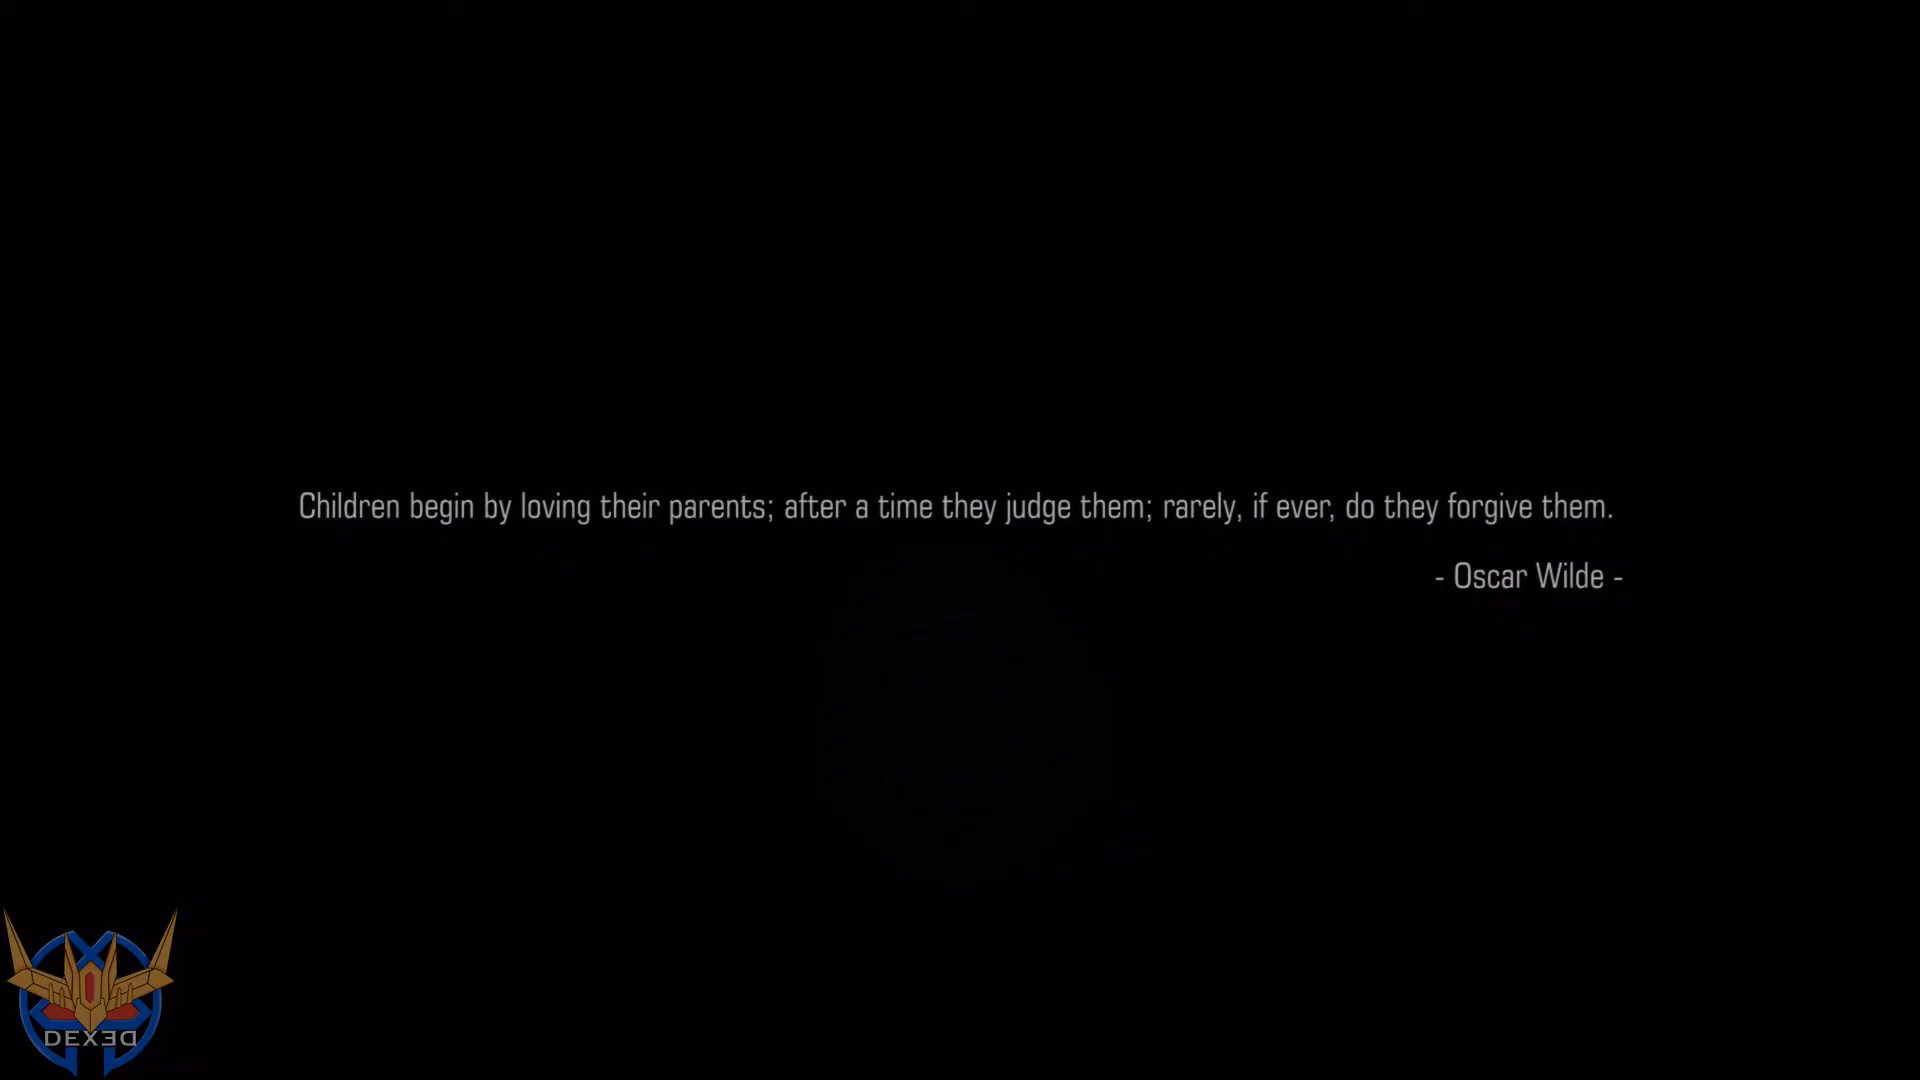 Children begin by loving their parents; after a time they judge them; rarely, if ever, do they forgive them.
- Oscar Wilde -
DEXED